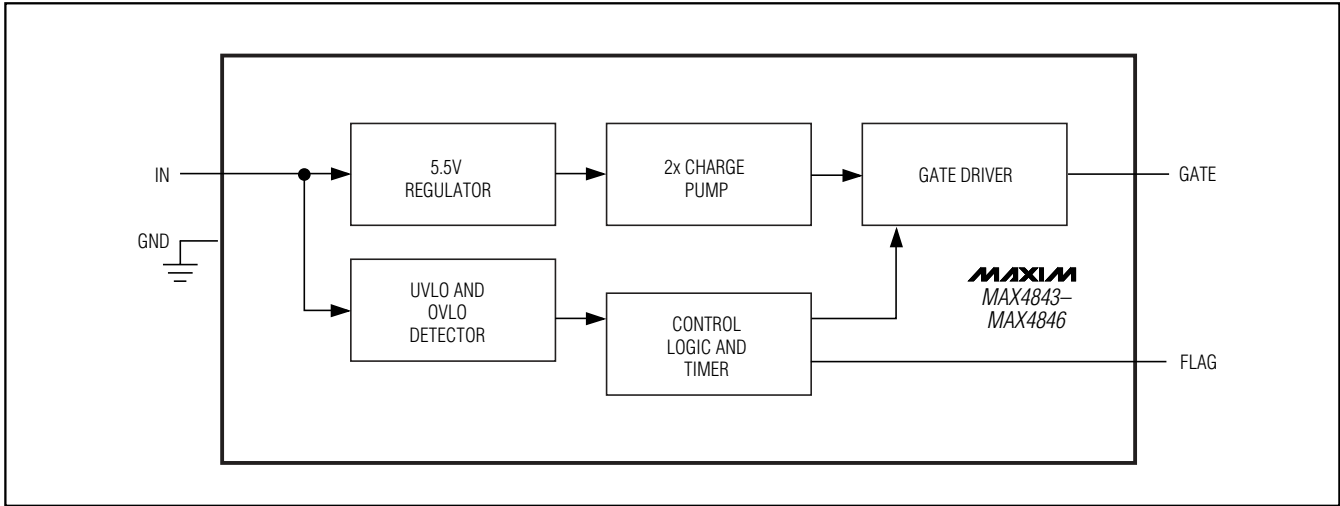 IN
GND
5.5V
REGULATOR
2x CHARGE
PUMP
GATE DRIVER
GATE
UVLO AND
OVLO
DETECTOR
CONTROL
LOGIC AND
TIMER
MAXIM
MAX4843–
MAX4846
FLAG